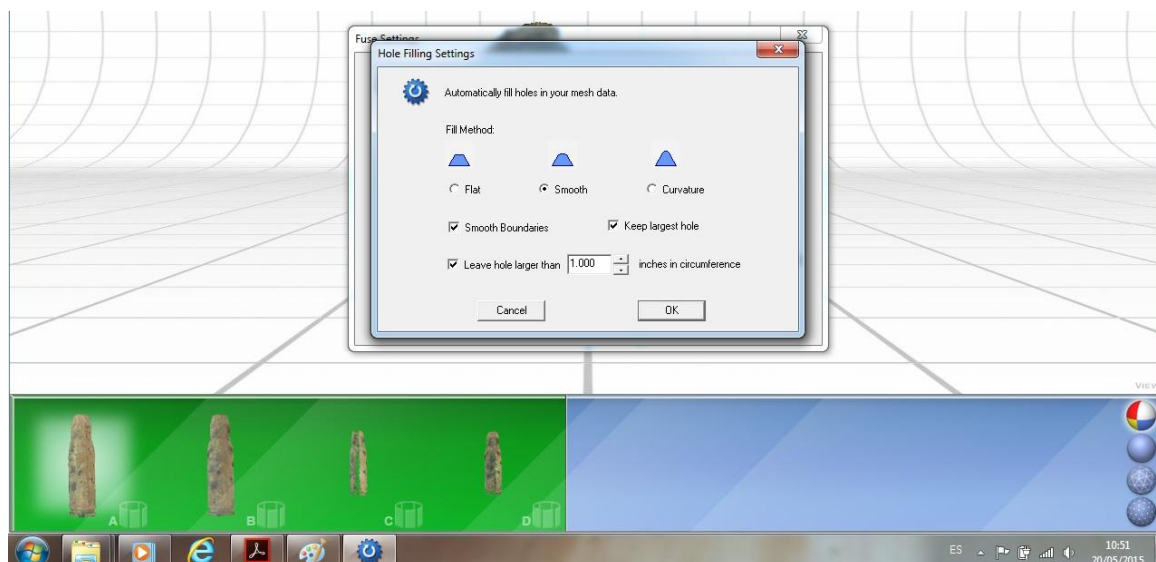 Fuse Settings
Hole Filling Settings
Automatically fill holes in your mesh data.
Fill Method:
Flat
Smooth
Curvature
Smooth Boundaries
Keep largest hole
Leave hole larger than 1.000 inches in circumference
Cancel
OK
VIEW
A
B
C
D
ES
10:51
20/05/2015